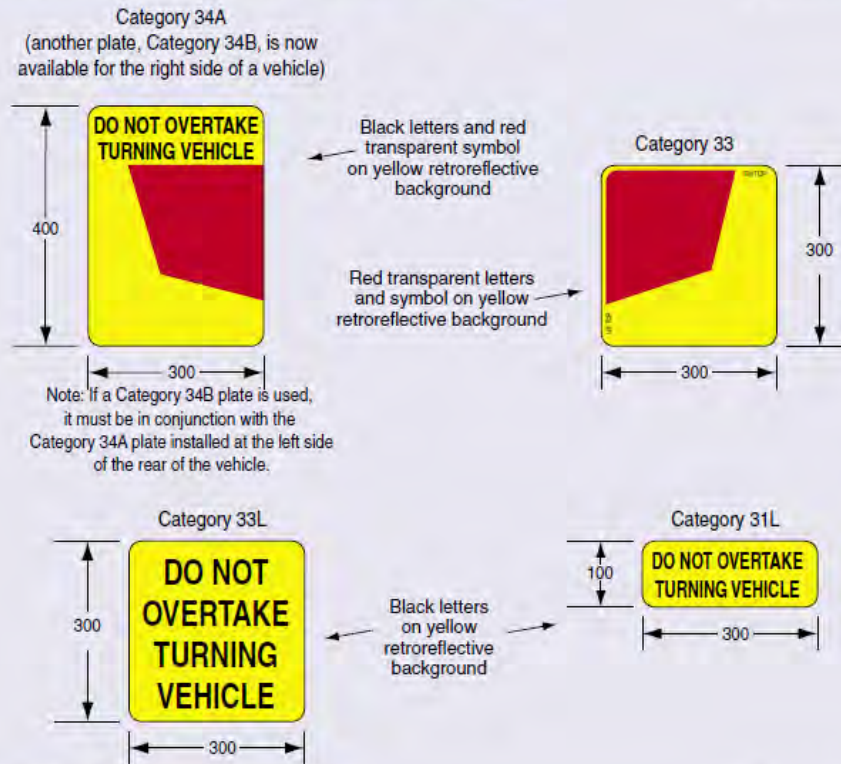 Category 34A
(another plate, Category 34B, is now
available for the right side of a vehicle)
DO NOT OVERTAKE
TURNING VEHICLE
400
300
Black letters and red
transparent symbol
on yellow retroreflective
background
Category 33
300
300
Red transparent letters
and symbol on yellow
retroreflective background
Note: If a Category 34B plate is used,
it must be in conjunction with the
Category 34A plate installed at the left side
of the rear of the vehicle.
Category 33L
DO NOT
OVERTAKE
TURNING
VEHICLE
300
300
Black letters
on yellow
retroreflective
background
Category 31L
DO NOT OVERTAKE
TURNING VEHICLE
100
300